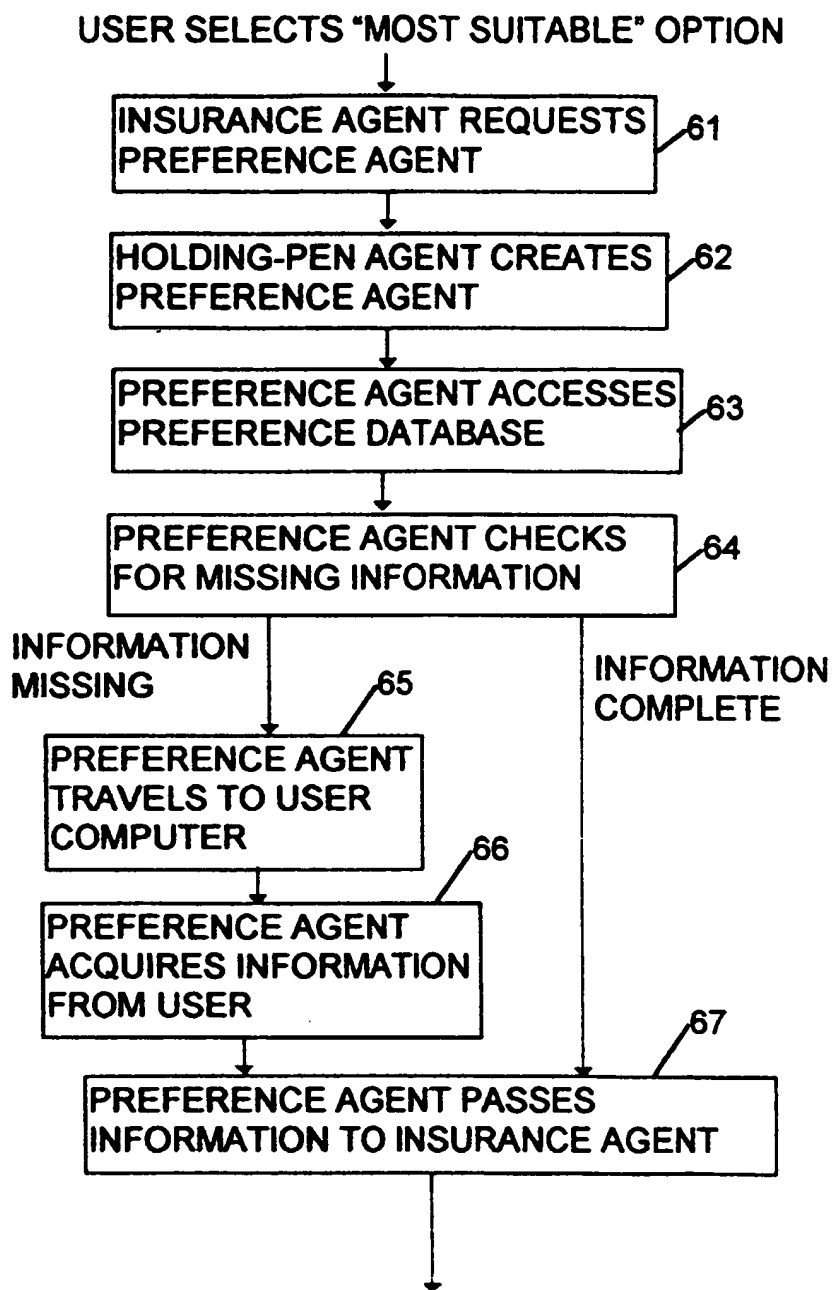 USER SELECTS "MOST SUITABLE" OPTION
INSURANCE AGENT REQUESTS
PREFERENCE AGENT
61
HOLDING-PEN AGENT CREATES
PREFERENCE AGENT
62
PREFERENCE AGENT ACCESSES
PREFERENCE DATABASE
63
PREFERENCE AGENT CHECKS
FOR MISSING INFORMATION
64
INFORMATION
MISSING
INFORMATION
COMPLETE
65
PREFERENCE AGENT
TRAVELS TO USER
COMPUTER
66
PREFERENCE AGENT
ACQUIRES INFORMATION
FROM USER
67
PREFERENCE AGENT PASSES
INFORMATION TO INSURANCE AGENT